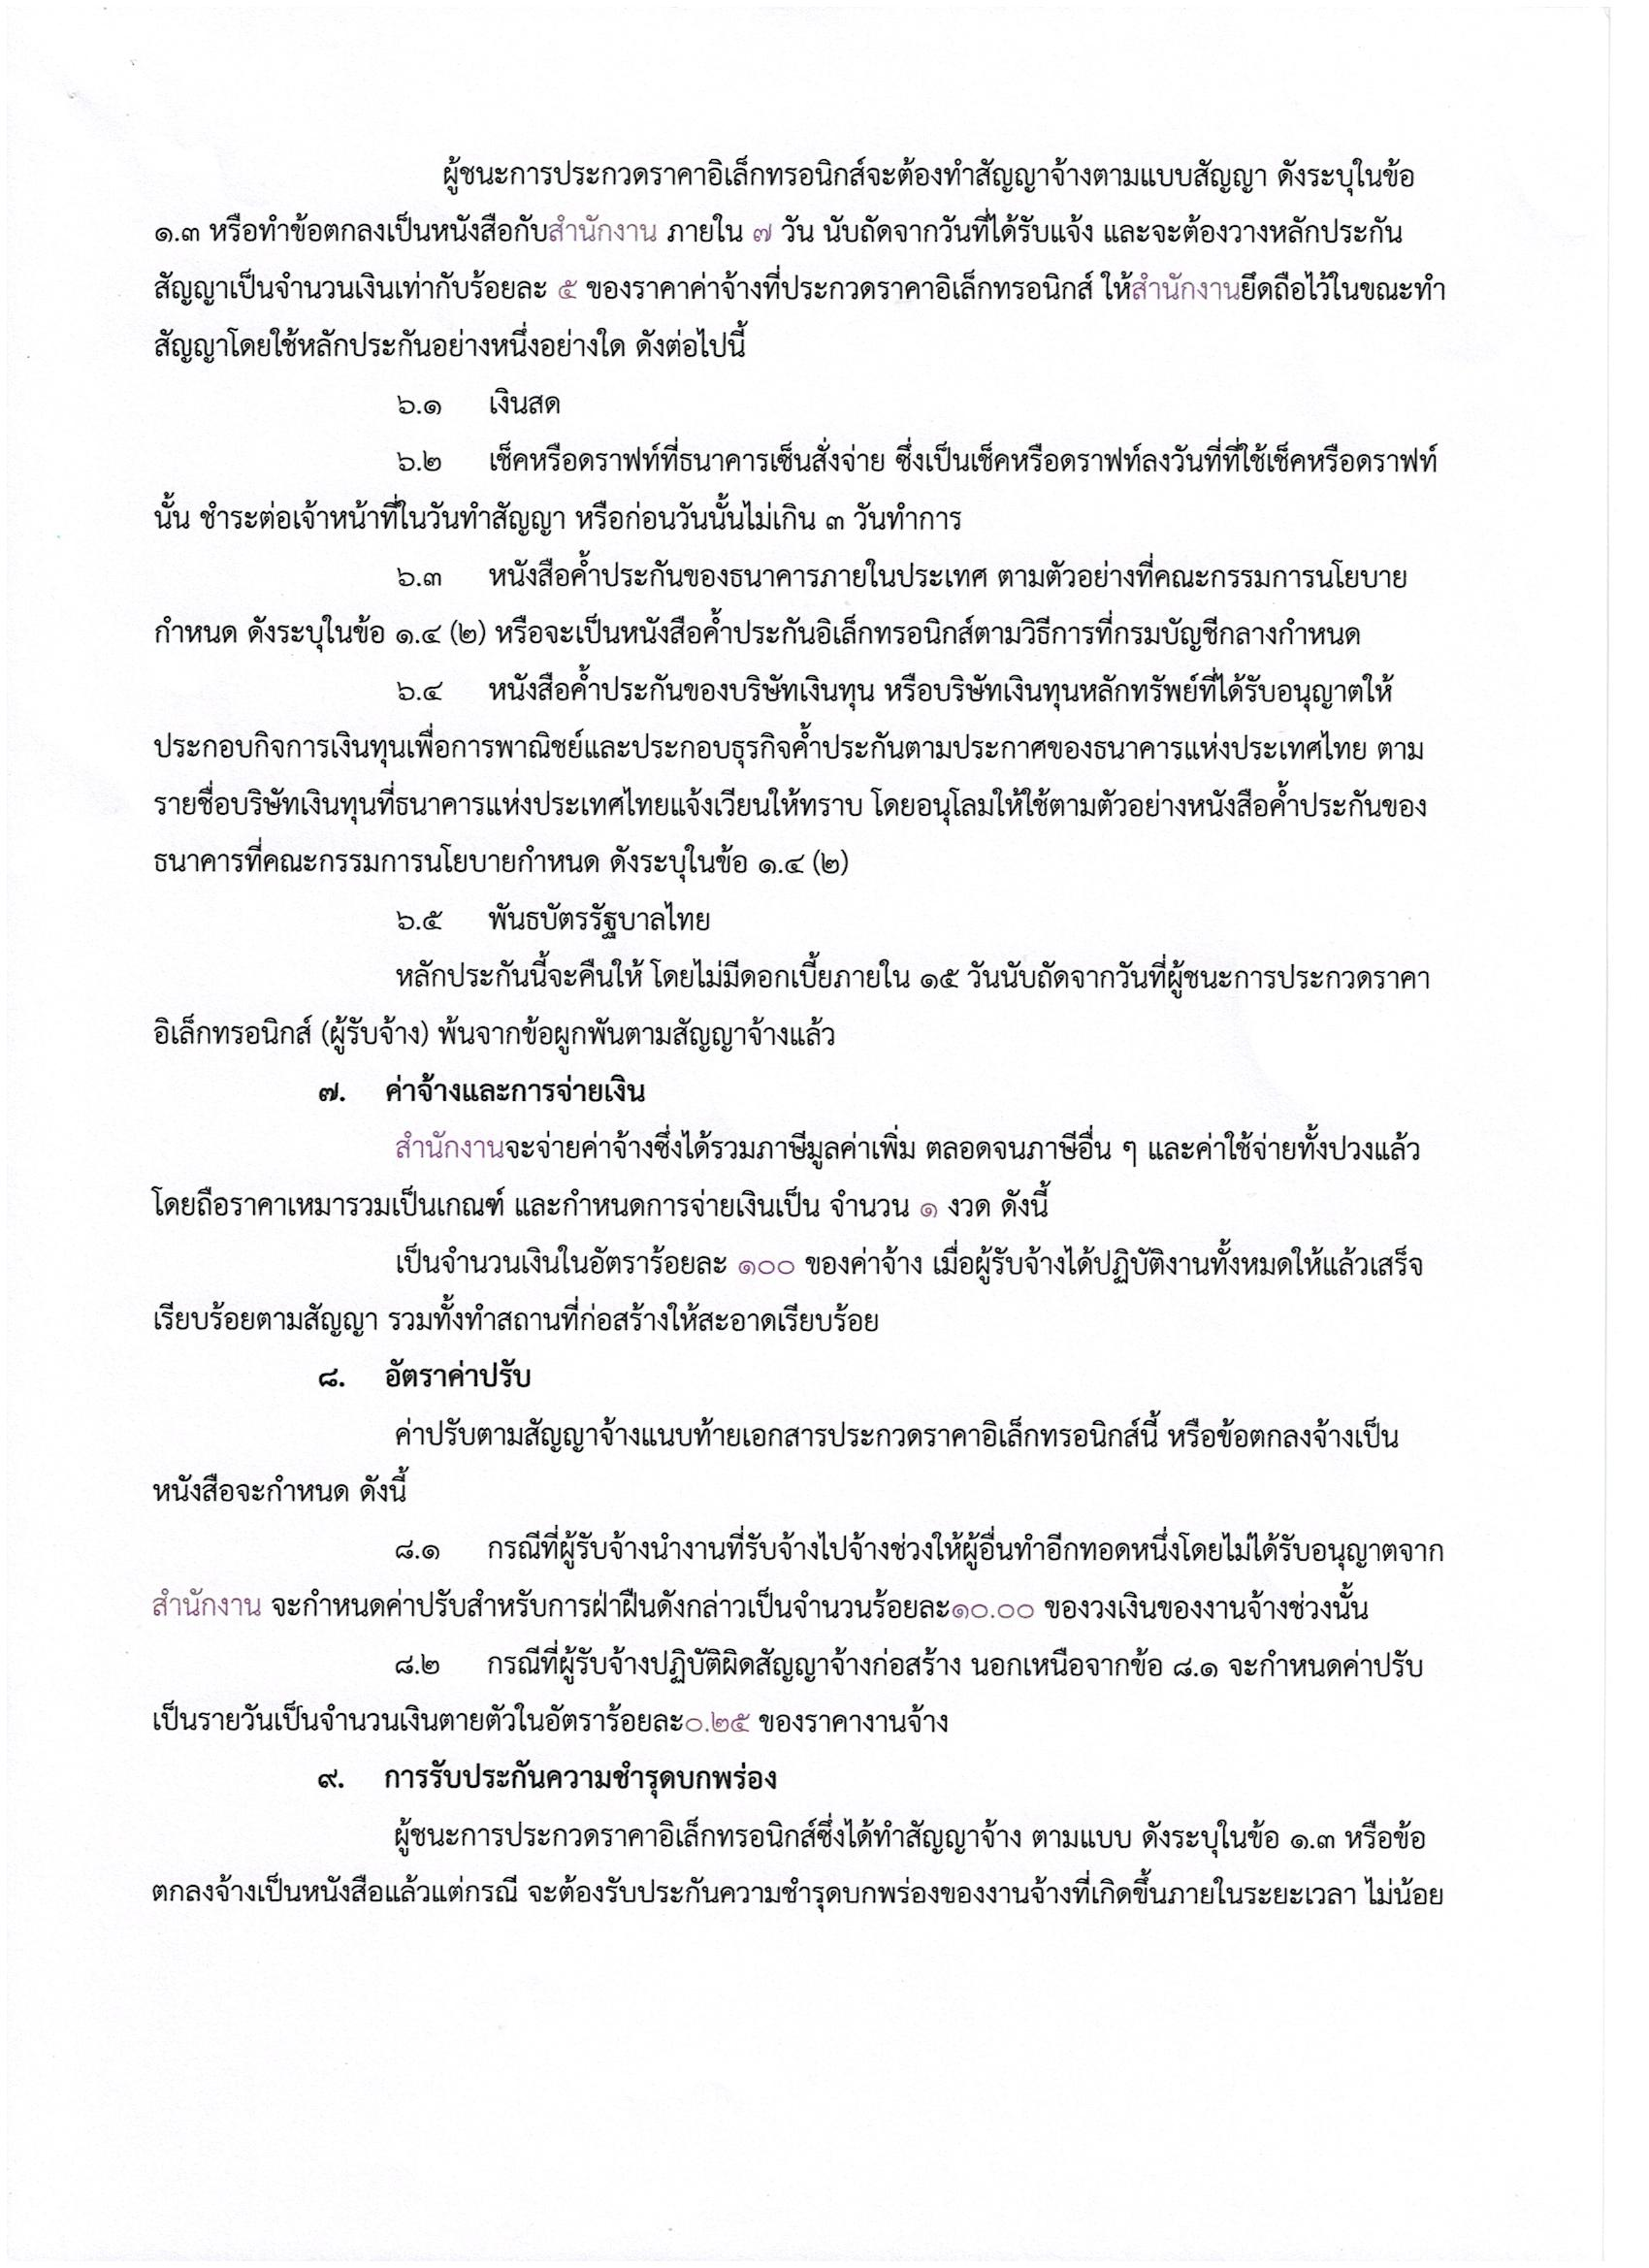 ผู้ชนะการประกวดราคาอิเล็กทรอนิกส์จะต้องทำสัญญาจ้างตามแบบสัญญา ดังระบุในข้อ
๑.๓ หรือทำข้อตกลงเป็นหนังสือกับสำนักงาน ภายใน ๗ วัน นับถัดจากวันที่ได้รับแจ้ง และจะต้องวางหลักประกัน
สัญญาเป็นจำนวนเงินเท่ากับร้อยละ ๕ ของราคาค่าจ้างที่ประกวดราคาอิเล็กทรอนิกส์ ให้สำนักงานยึดถือไว้ในขณะทำ
สัญญาโดยใช้หลักประกันอย่างหนึ่งอย่างใด ดังต่อไปนี้
๖.๑ เงินสด
๖.๒ เช็คหรือดราฟท์ที่ธนาคารเซ็นสั่งจ่าย ซึ่งเป็นเช็คหรือดราฟท์ลงวันที่ที่ใช้เช็คหรือดราฟท์
นั้น ชำระต่อเจ้าหน้าที่ในวันทำสัญญา หรือก่อนวันนั้นไม่เกิน ๓ วันทำการ
๖.๓ หนังสือค้ำประกันของธนาคารภายในประเทศ ตามตัวอย่างที่คณะกรรมการนโยบาย
กำหนด ดังระบุในข้อ ๑.๔ (๒) หรือจะเป็นหนังสือค้ำประกันอิเล็กทรอนิกส์ตามวิธีการที่กรมบัญชีกลางกำหนด
๖.๔ หนังสือค้ำประกันของบริษัทเงินทุน หรือบริษัทเงินทุนหลักทรัพย์ที่ได้รับอนุญาตให้
ประกอบกิจการเงินทุนเพื่อการพาณิชย์และประกอบธุรกิจค้ำประกันตามประกาศของธนาคารแห่งประเทศไทย ตาม
รายชื่อบริษัทเงินทุนที่ธนาคารแห่งประเทศไทยแจ้งเวียนให้ทราบ โดยอนุโลมให้ใช้ตามตัวอย่างหนังสือค้ำประกันของ
ธนาคารที่คณะกรรมการนโยบายกำหนด ดังระบุในข้อ ๑.๔ (๒)
๖.๕ พันธบัตรรัฐบาลไทย
หลักประกันนี้จะคืนให้ โดยไม่มีดอกเบี้ยภายใน ๑๕ วันนับถัดจากวันที่ผู้ชนะการประกวดราคา
อิเล็กทรอนิกส์ (ผู้รับจ้าง) พ้นจากข้อผูกพันตามสัญญาจ้างแล้ว
๗. ค่าจ้างและการจ่ายเงิน
สำนักงานจะจ่ายค่าจ้างซึ่งได้รวมภาษีมูลค่าเพิ่ม ตลอดจนภาษีอื่น ๆ และค่าใช้จ่ายทั้งปวงแล้ว
โดยถือราคาเหมารวมเป็นเกณฑ์ และกำหนดการจ่ายเงินเป็น จำนวน ๑ งวด ดังนี้
เป็นจำนวนเงินในอัตราร้อยละ ๑๐๐ ของค่าจ้าง เมื่อผู้รับจ้างได้ปฏิบัติงานทั้งหมดให้แล้วเสร็จ
เรียบร้อยตามสัญญา รวมทั้งทำสถานที่ก่อสร้างให้สะอาดเรียบร้อย
๘. อัตราค่าปรับ
ค่าปรับตามสัญญาจ้างแนบท้ายเอกสารประกวดราคาอิเล็กทรอนิกส์นี้ หรือข้อตกลงจ้างเป็น
หนังสือจะกำหนด ดังนี้
๘.๑ กรณีที่ผู้รับจ้างนำงานที่รับจ้างไปจ้างช่วงให้ผู้อื่นทำอีกทอดหนึ่งโดยไม่ได้รับอนุญาตจาก
สำนักงาน จะกำหนดค่าปรับสำหรับการฝ่าฝืนดังกล่าวเป็นจำนวนร้อยละ๑๐.๐๐ ของวงเงินของงานจ้างช่วงนั้น
๘.๒ กรณีที่ผู้รับจ้างปฏิบัติผิดสัญญาจ้างก่อสร้าง นอกเหนือจากข้อ ๘.๑ จะกำหนดค่าปรับ
เป็นรายวันเป็นจำนวนเงินตายตัวในอัตราร้อยละ๐.๒๕ ของราคางานจ้าง
๙. การรับประกันความชำรุดบกพร่อง
ผู้ชนะการประกวดราคาอิเล็กทรอนิกส์ซึ่งได้ทำสัญญาจ้าง ตามแบบ ดังระบุในข้อ ๑.๓ หรือข้อ
ตกลงจ้างเป็นหนังสือแล้วแต่กรณี จะต้องรับประกันความชำรุดบกพร่องของงานจ้างที่เกิดขึ้นภายในระยะเวลา ไม่น้อย